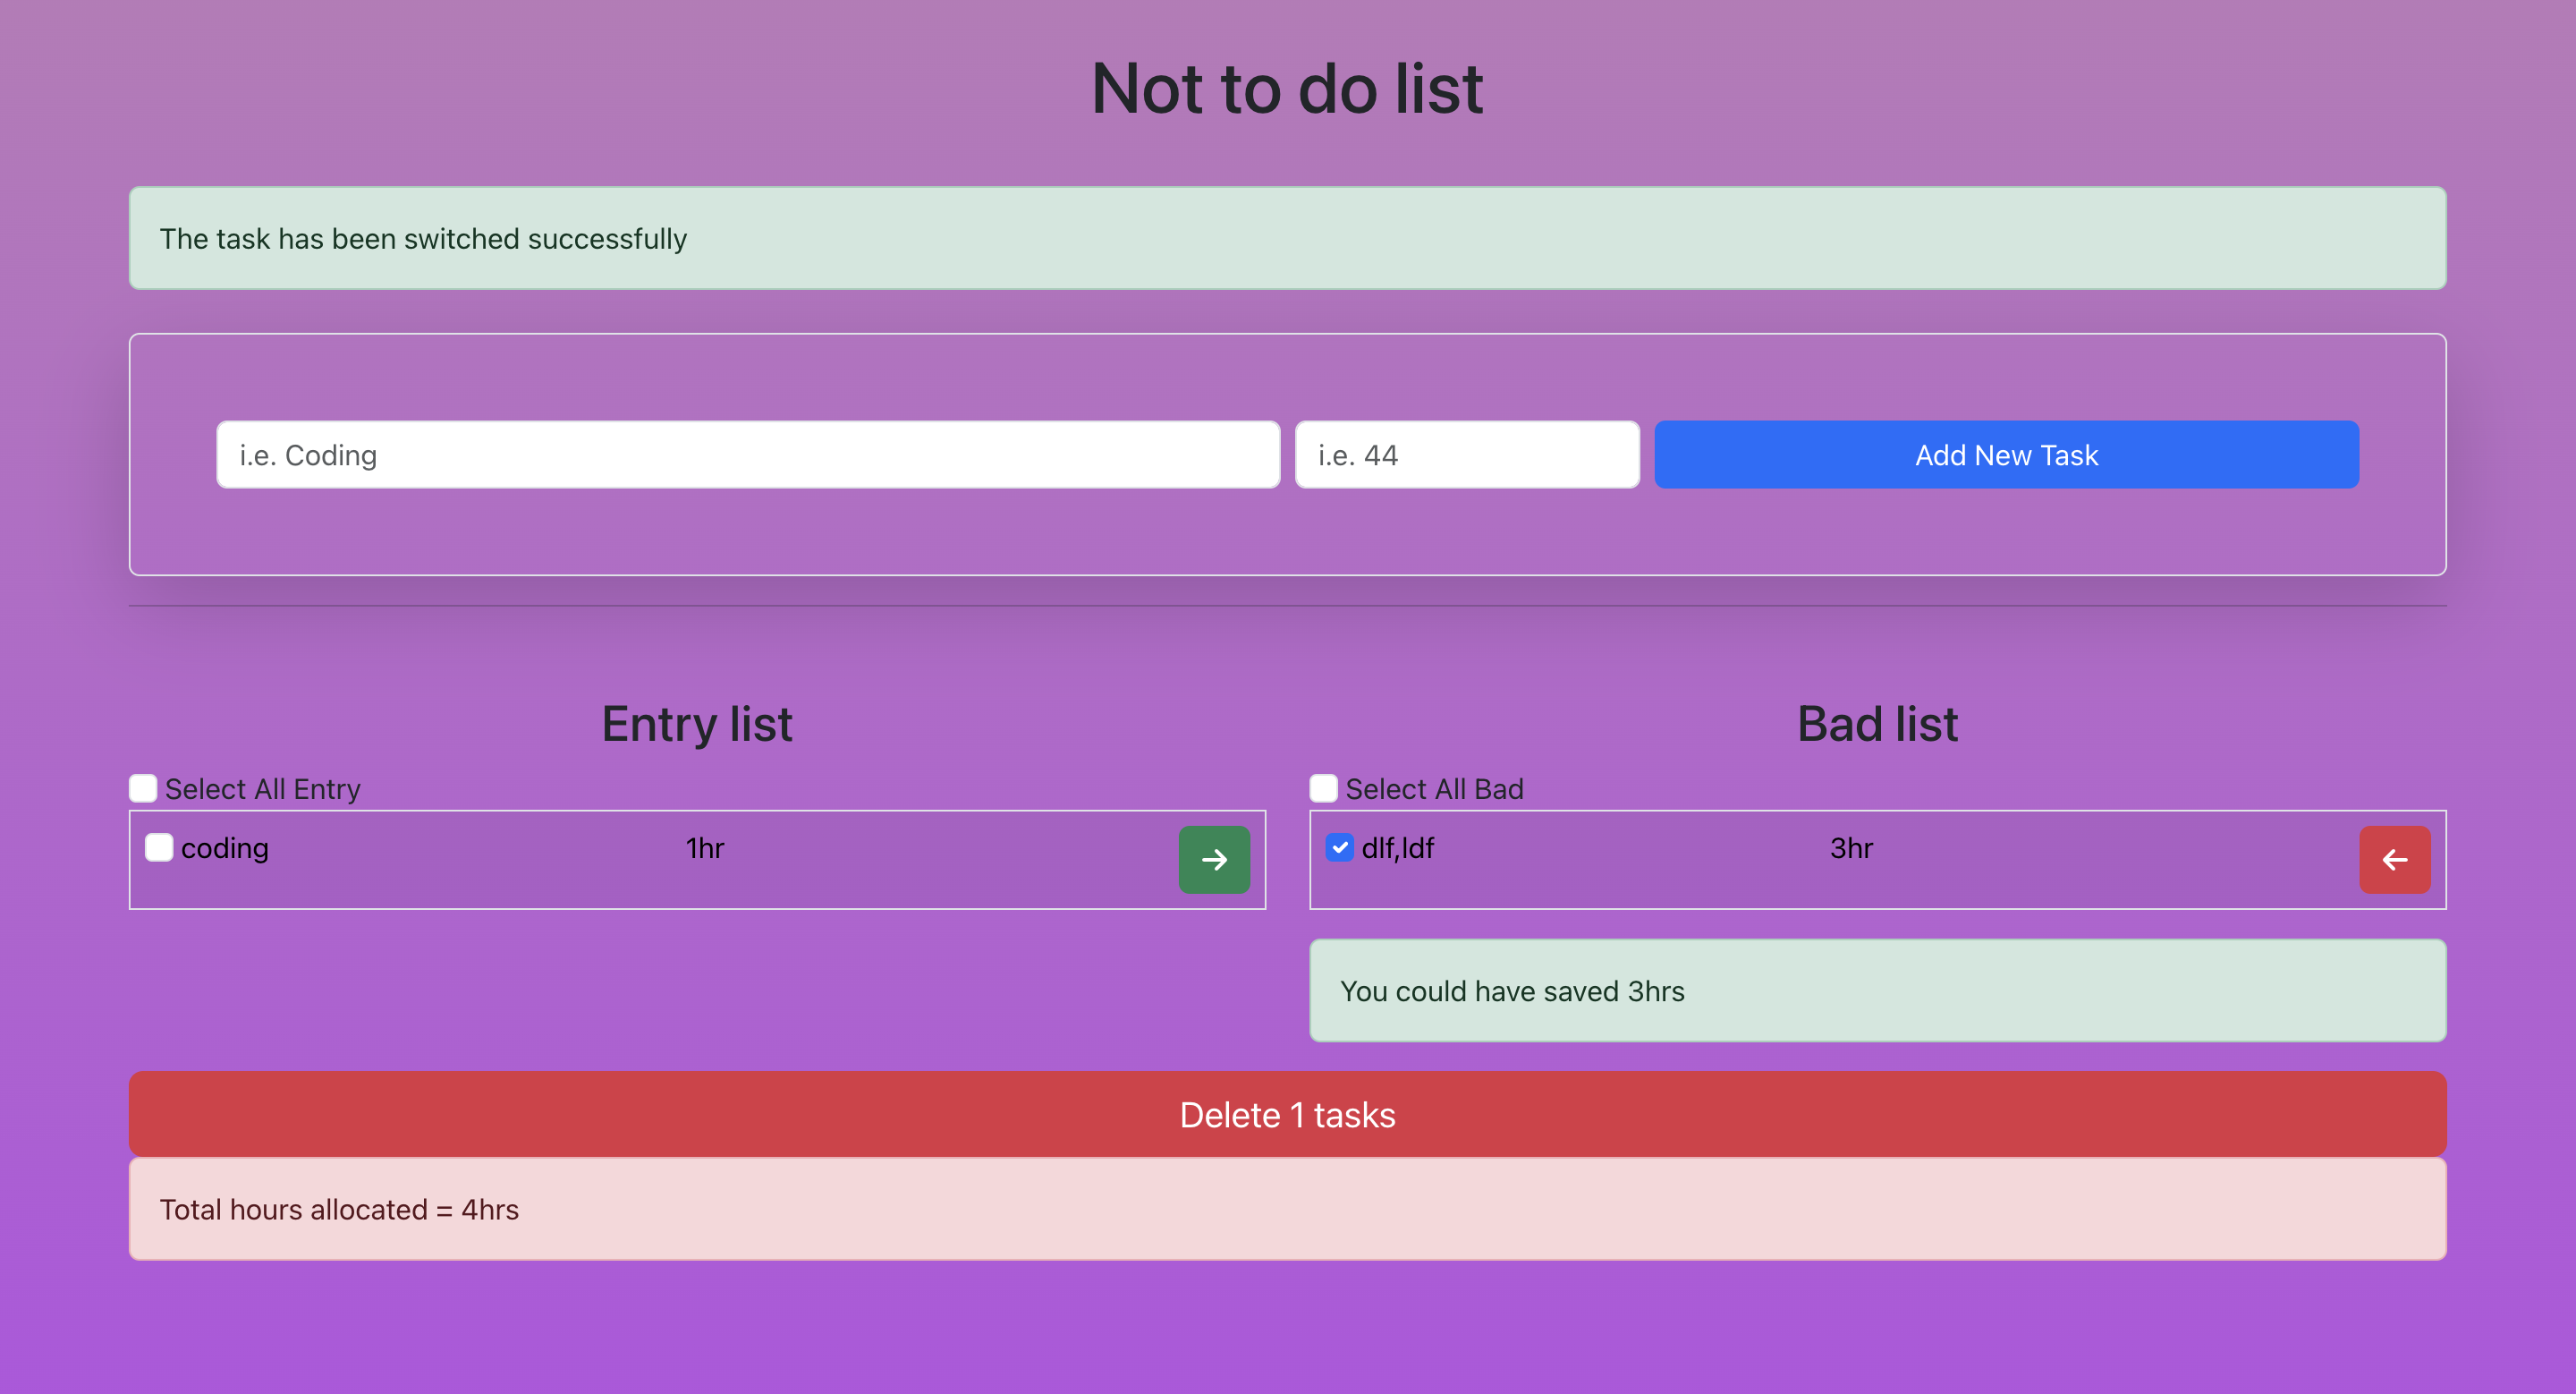 Not to do list
The task has been switched successfully
i.e. Coding
i.e. 44
Add New Task
Entry list
Select All Entry
coding 1hr
Bad list
Select All Bad
dlf,ldf 3hr
You could have saved 3hrs
Delete 1 tasks
Total hours allocated = 4hrs